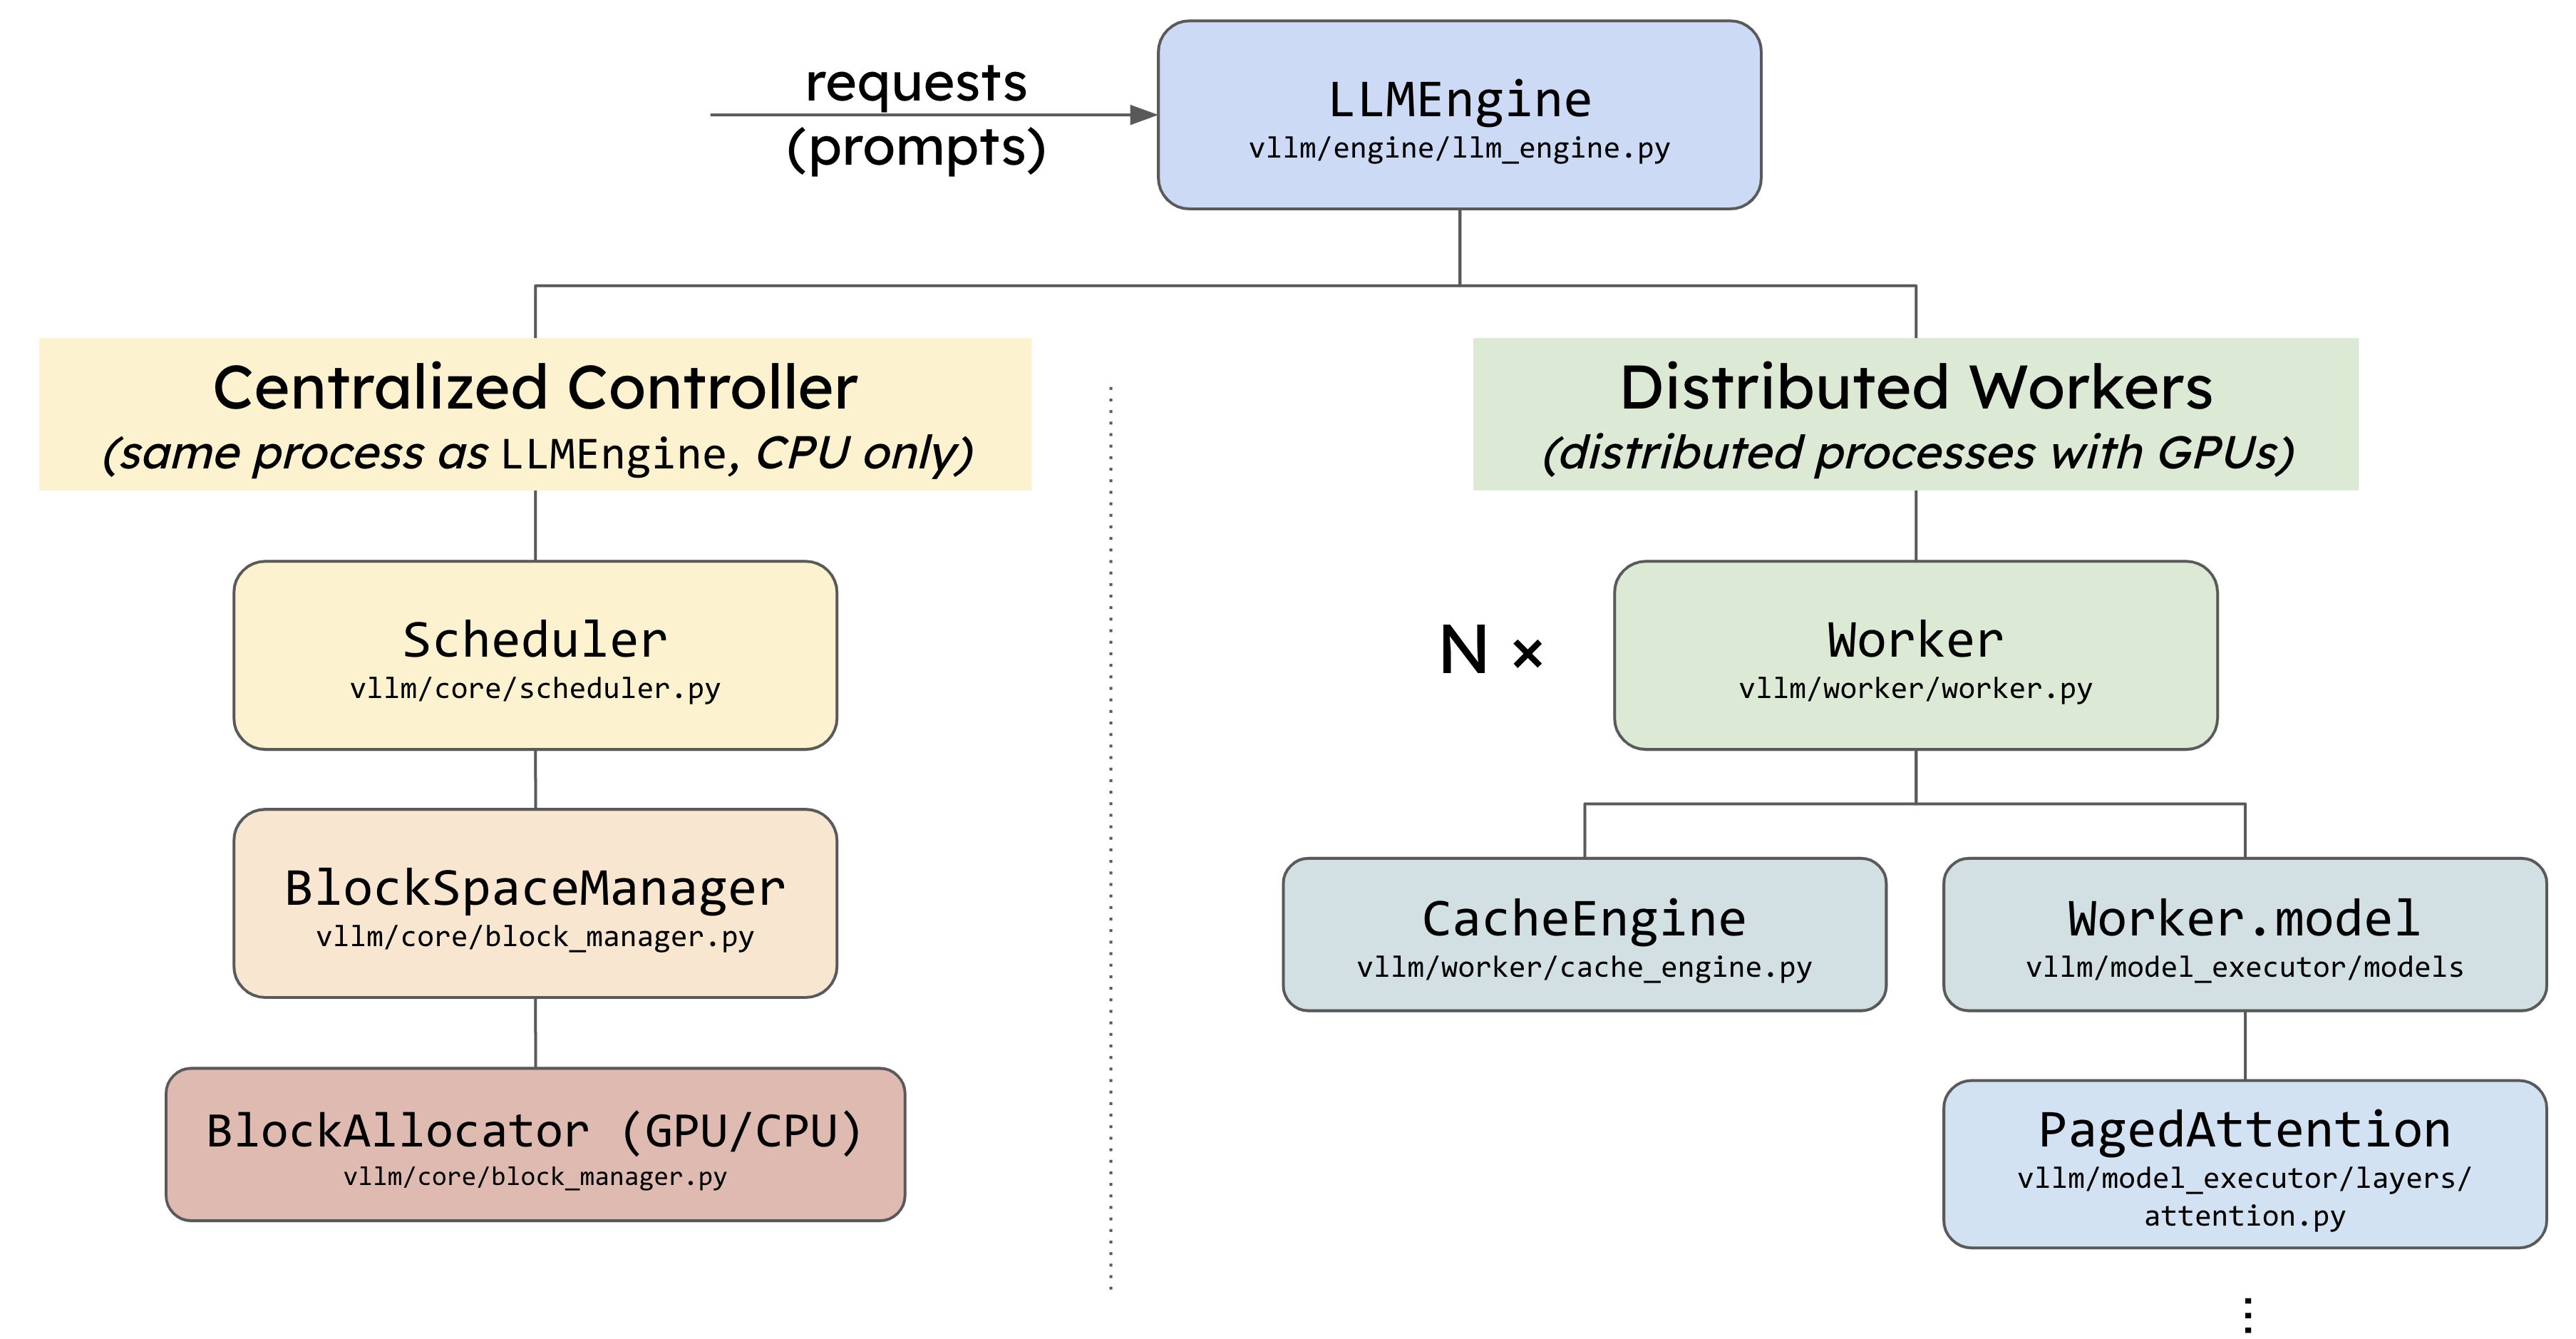 requests
(prompts)
LLMEngine
vllm/engine/llm_engine.py
Centralized Controller
(same process as LLMEngine, CPU only)
Distributed Workers
(distributed processes with GPUs)
Scheduler
vllm/core/scheduler.py
N ×
Worker
vllm/worker/worker.py
BlockSpaceManager
vllm/core/block_manager.py
CacheEngine
vllm/worker/cache_engine.py
Worker.model
vllm/model_executor/models
BlockAllocator (GPU/CPU)
vllm/core/block_manager.py
PagedAttention
vllm/model_executor/layers/
attention.py
⋮